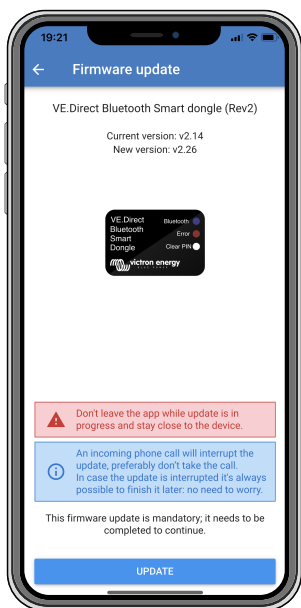 19:21
Firmware update
VE.Direct Bluetooth Smart dongle (Rev2)
Current version: v2.14
New version: v2.26
VE.Direct
Bluetooth
Smart
Dongle
Bluetooth
Error
Clear PIN
victron energy
BLUE POWER
Don't leave the app while update is in
progress and stay close to the device.
An incoming phone call will interrupt the
update, preferably don't take the call.
In case the update is interrupted it's always
possible to finish it later: no need to worry.
This firmware update is mandatory; it needs to be
completed to continue.
UPDATE